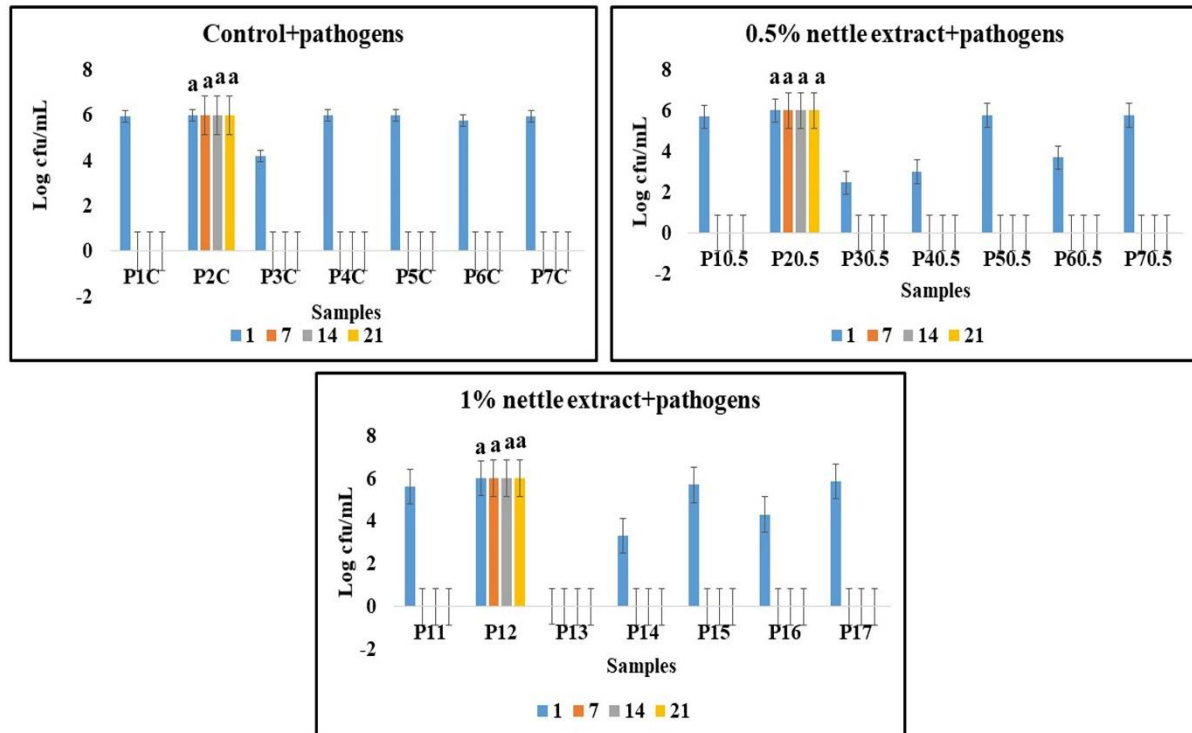 Control+pathogens
8
6
4
2
0
-2
Log cfu/mL
a a a a
P1C P2C P3C P4C P5C P6C P7C
Samples
1 7 14 21
0.5% nettle extract+pathogens
8
6
4
2
0
-2
Log cfu/mL
a a a a
P10.5 P20.5 P30.5 P40.5 P50.5 P60.5 P70.5
Samples
1 7 14 21
1% nettle extract+pathogens
8
6
4
2
0
-2
Log cfu/mL
a a a a
P11 P12 P13 P14 P15 P16 P17
Samples
1 7 14 21